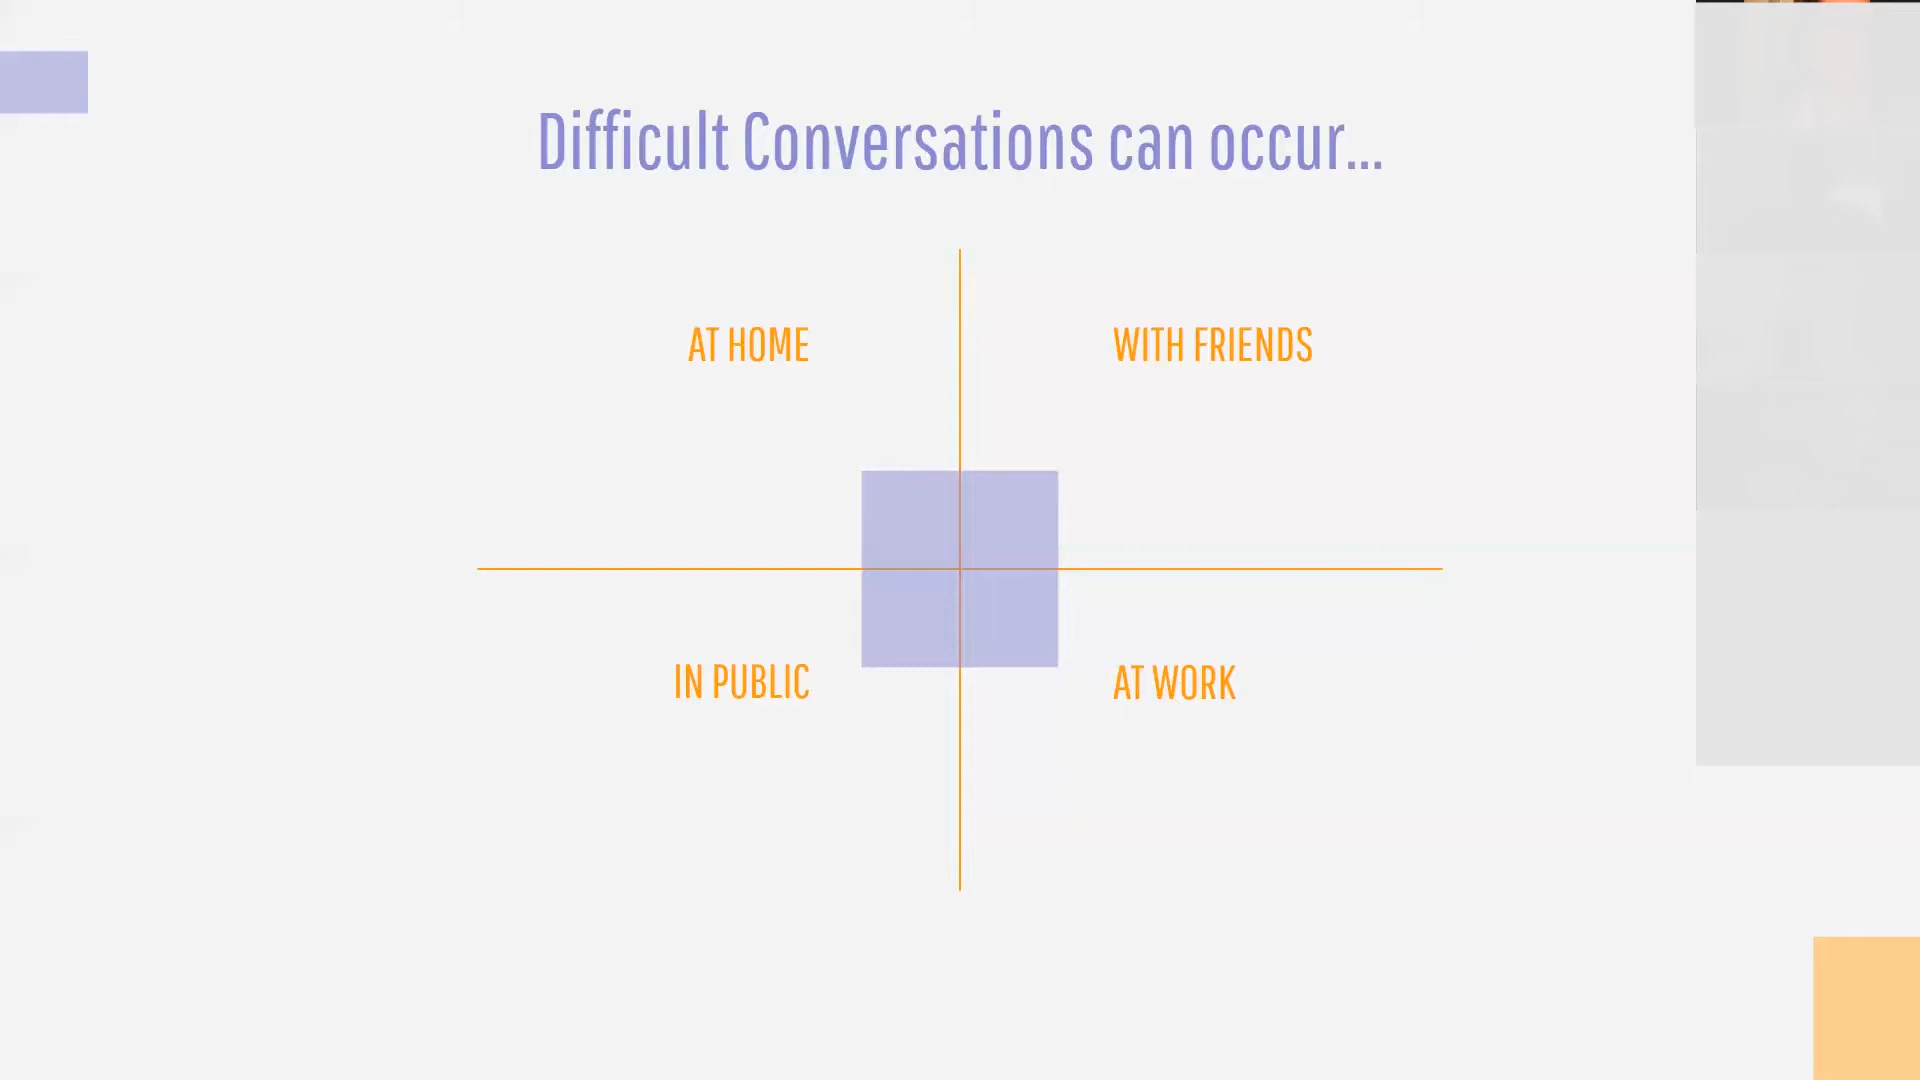 Difficult Conversations can occur...
AT HOME
WITH FRIENDS
IN PUBLIC
AT WORK